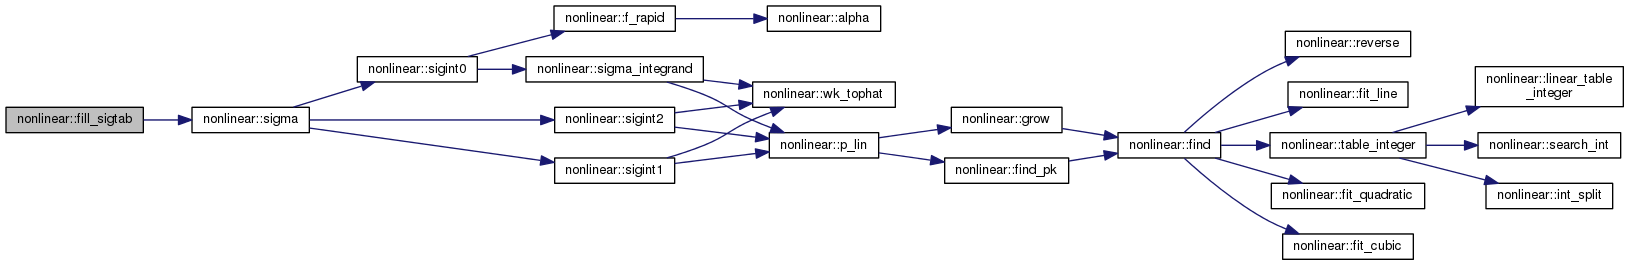 nonlinear::fill_sigtab
nonlinear::sigma
nonlinear::sigint0
nonlinear::sigint2
nonlinear::sigint1
nonlinear::f_rapid
nonlinear::sigma_integrand
nonlinear::alpha
nonlinear::wk_tophat
nonlinear::p_lin
nonlinear::grow
nonlinear::find_pk
nonlinear::find
nonlinear::reverse
nonlinear::fit_line
nonlinear::table_integer
nonlinear::fit_quadratic
nonlinear::fit_cubic
nonlinear::linear_table
_integer
nonlinear::search_int
nonlinear::int_split